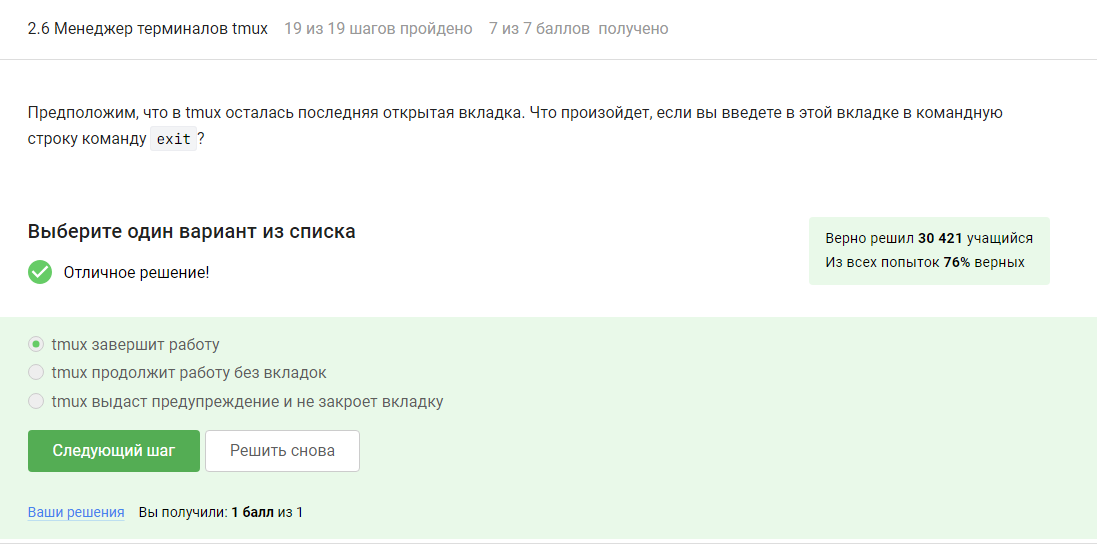 2.6 Менеджер терминалов tmux 19 из 19 шагов пройдено 7 из 7 баллов получено
Предположим, что в tmux осталась последняя открытая вкладка. Что произойдет, если вы введете в этой вкладке в командную
строку команду exit ?
Выберите один вариант из списка
Отличное решение!
Верно решил 30 421 учащийся
Из всех попыток 76% верных
tmux завершит работу
tmux продолжит работу без вкладок
tmux выдаст предупреждение и не закроет вкладку
Следующий шаг Решить снова
Ваши решения Вы получили: 1 балл из 1